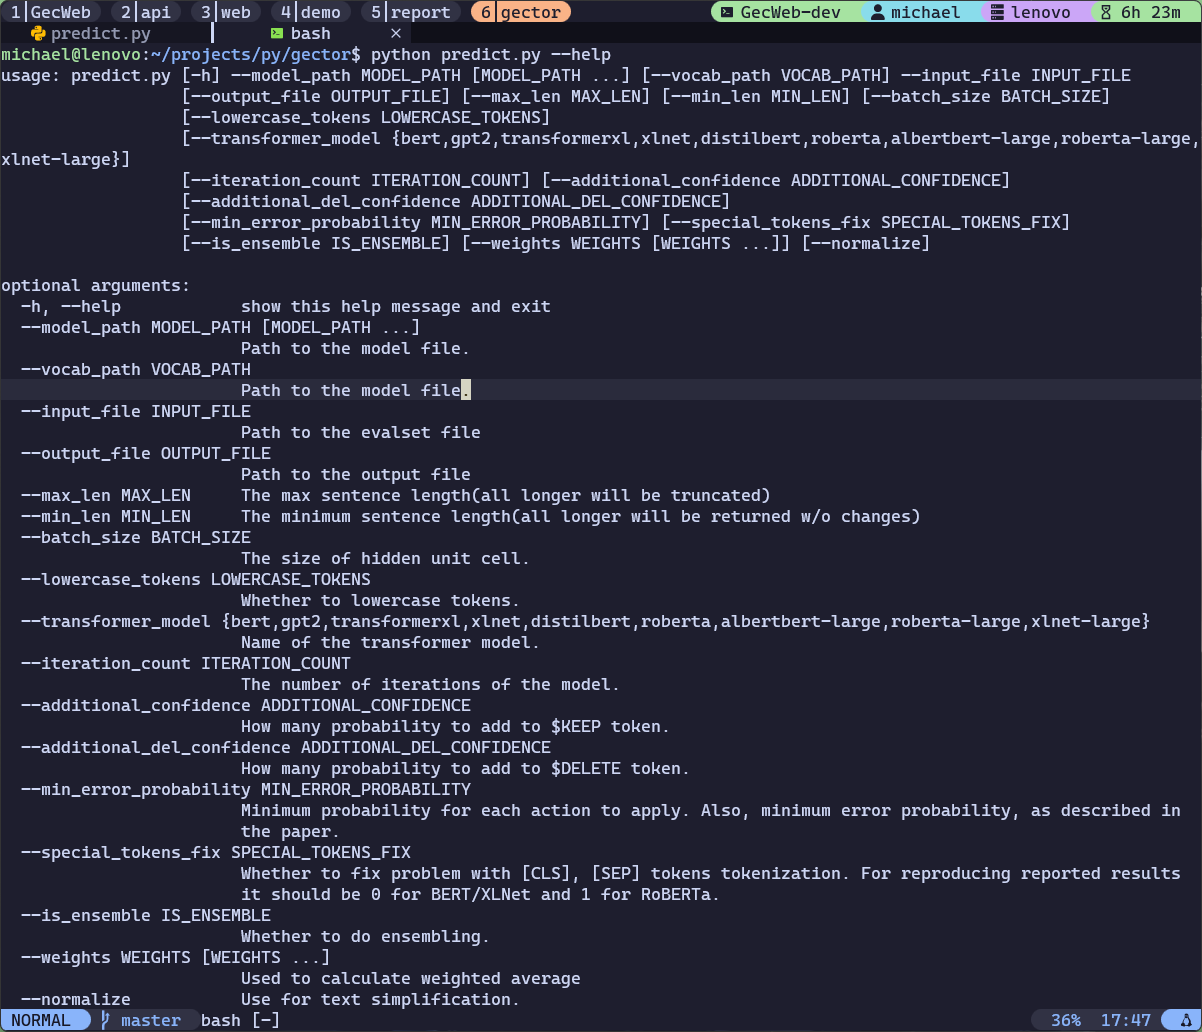 1 GecWeb 2 api 3 web 4 demo 5 report 6 gector GecWeb-dev michael lenovo 6h 23m
predict.py bash ×
michael@lenovo:~/projects/py/gector$ python predict.py --help
usage: predict.py [-h] --model_path MODEL_PATH [MODEL_PATH ...] [--vocab_path VOCAB_PATH] --input_file INPUT_FILE
[--output_file OUTPUT_FILE] [--max_len MAX_LEN] [--min_len MIN_LEN] [--batch_size BATCH_SIZE]
[--lowercase_tokens LOWERCASE_TOKENS]
[--transformer_model {bert,gpt2,transformerxl,xlnet,distilbert,roberta,albertbert-large,roberta-large,
xlnet-large}]
[--iteration_count ITERATION_COUNT] [--additional_confidence ADDITIONAL_CONFIDENCE]
[--additional_del_confidence ADDITIONAL_DEL_CONFIDENCE]
[--min_error_probability MIN_ERROR_PROBABILITY] [--special_tokens_fix SPECIAL_TOKENS_FIX]
[--is_ensemble IS_ENSEMBLE] [--weights WEIGHTS [WEIGHTS ...]] [--normalize]
optional arguments:
-h, --help show this help message and exit
--model_path MODEL_PATH [MODEL_PATH ...]
Path to the model file.
--vocab_path VOCAB_PATH
Path to the model file.
--input_file INPUT_FILE
Path to the evalset file
--output_file OUTPUT_FILE
Path to the output file
--max_len MAX_LEN The max sentence length(all longer will be truncated)
--min_len MIN_LEN The minimum sentence length(all longer will be returned w/o changes)
--batch_size BATCH_SIZE
The size of hidden unit cell.
--lowercase_tokens LOWERCASE_TOKENS
Whether to lowercase tokens.
--transformer_model {bert,gpt2,transformerxl,xlnet,distilbert,roberta,albertbert-large,roberta-large,xlnet-large}
Name of the transformer model.
--iteration_count ITERATION_COUNT
The number of iterations of the model.
--additional_confidence ADDITIONAL_CONFIDENCE
How many probability to add to $KEEP token.
--additional_del_confidence ADDITIONAL_DEL_CONFIDENCE
How many probability to add to $DELETE token.
--min_error_probability MIN_ERROR_PROBABILITY
Minimum probability for each action to apply. Also, minimum error probability, as described in
the paper.
--special_tokens_fix SPECIAL_TOKENS_FIX
Whether to fix problem with [CLS], [SEP] tokens tokenization. For reproducing reported results
it should be 0 for BERT/XLNet and 1 for RoBERTa.
--is_ensemble IS_ENSEMBLE
Whether to do ensembling.
--weights WEIGHTS [WEIGHTS ...]
Used to calculate weighted average
--normalize Use for text simplification.
NORMAL master bash [-] 36% 17:47